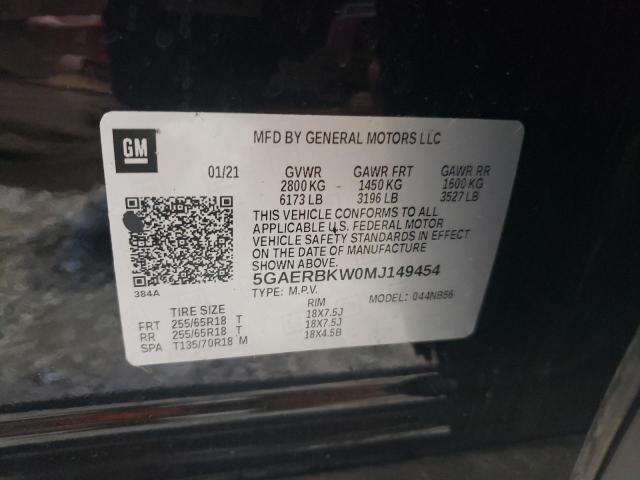 GM
MFD BY GENERAL MOTORS LLC
01/21 GVWR GAWR FRT GAWR RR
2800 KG 1450 KG 1600 KG
6173 LB 3196 LB 3527 LB
THIS VEHICLE CONFORMS TO ALL
APPLICABLE U.S. FEDERAL MOTOR
VEHICLE SAFETY STANDARDS IN EFFECT
ON THE DATE OF MANUFACTURE
SHOWN ABOVE.
5GAERBKW0MJ149454
384A
TYPE: M.P.V. MODEL: 044NB56
TIRE SIZE RIM
FRT 255/65R18 T 18X7.5J
RR 255/65R18 T 18X7.5J
SPA T135/70R18 M 18X4.5B